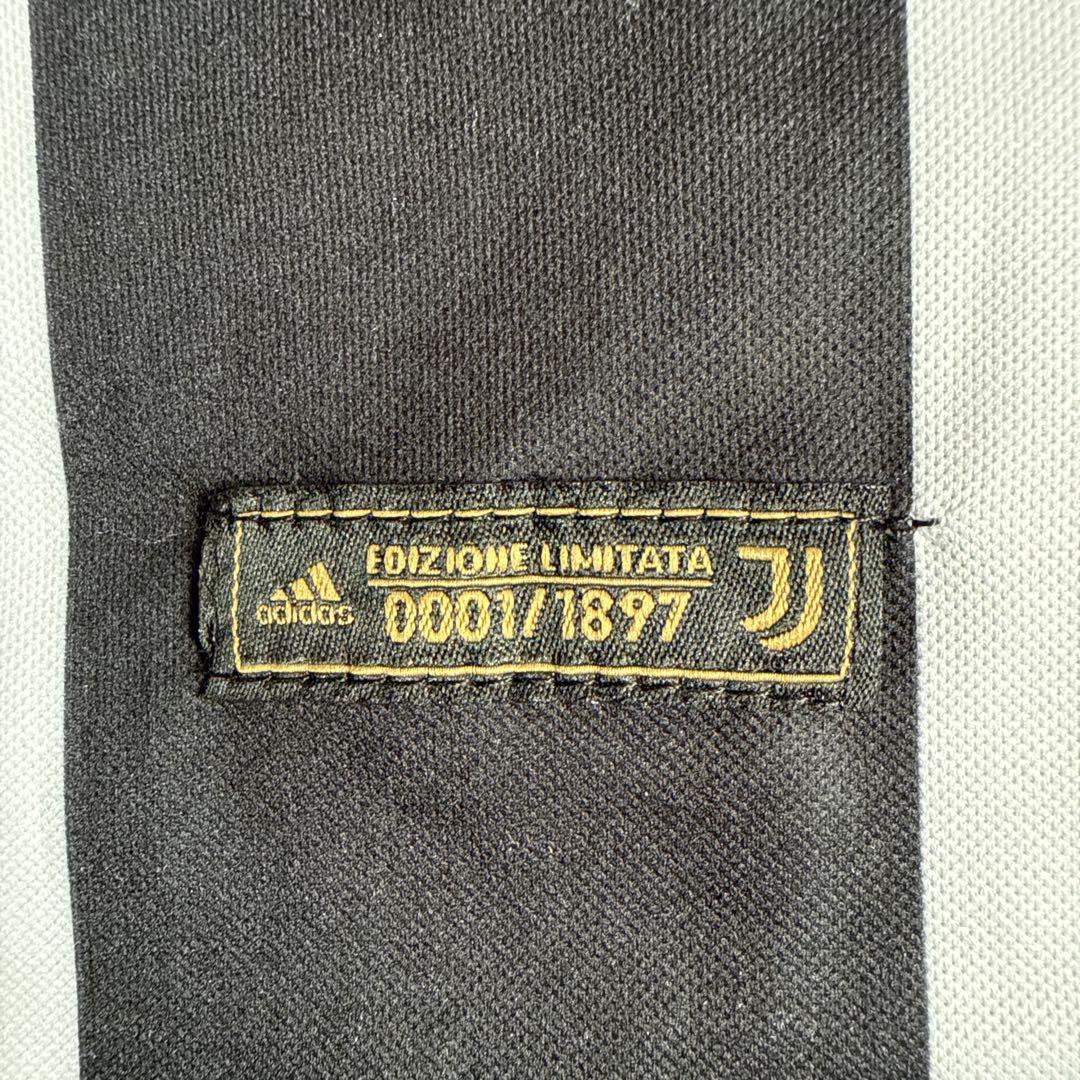 EDIZIONE LIMITATA
adidas
0001/1897